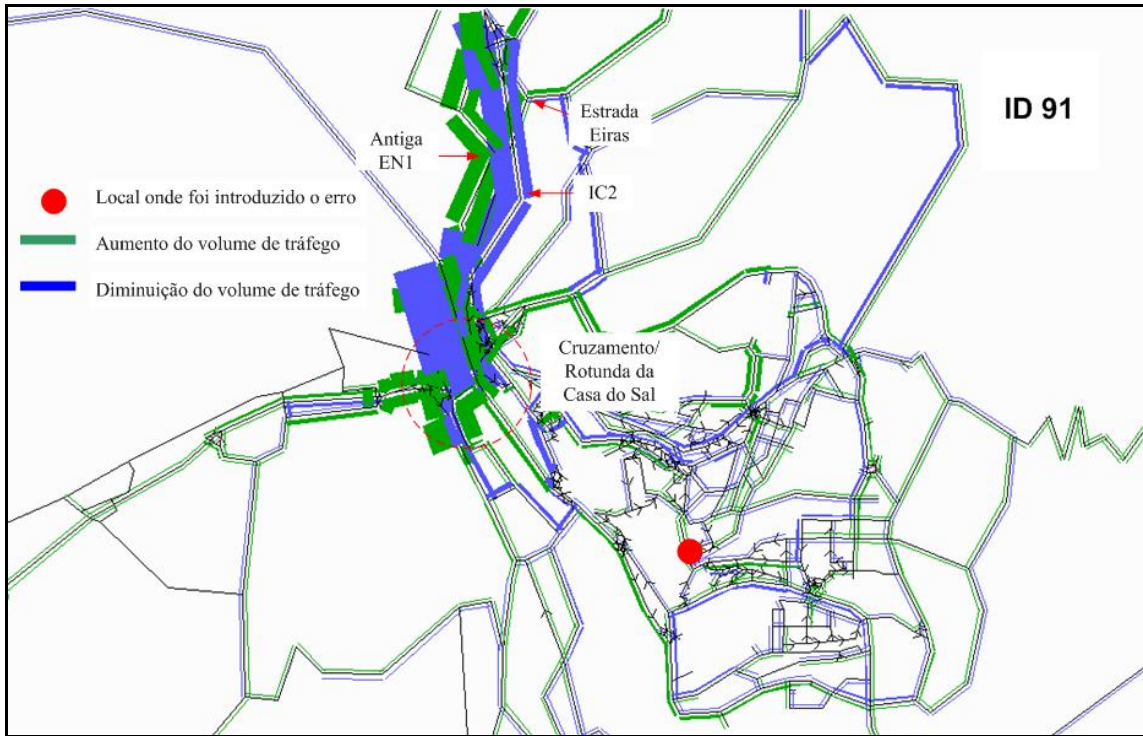 ID 91
Estrada
Eiras
Antiga
EN1
IC2
Local onde foi introduzido o erro
Aumento do volume de tráfego
Diminuição do volume de tráfego
Cruzamento/
Rotunda da
Casa do Sal